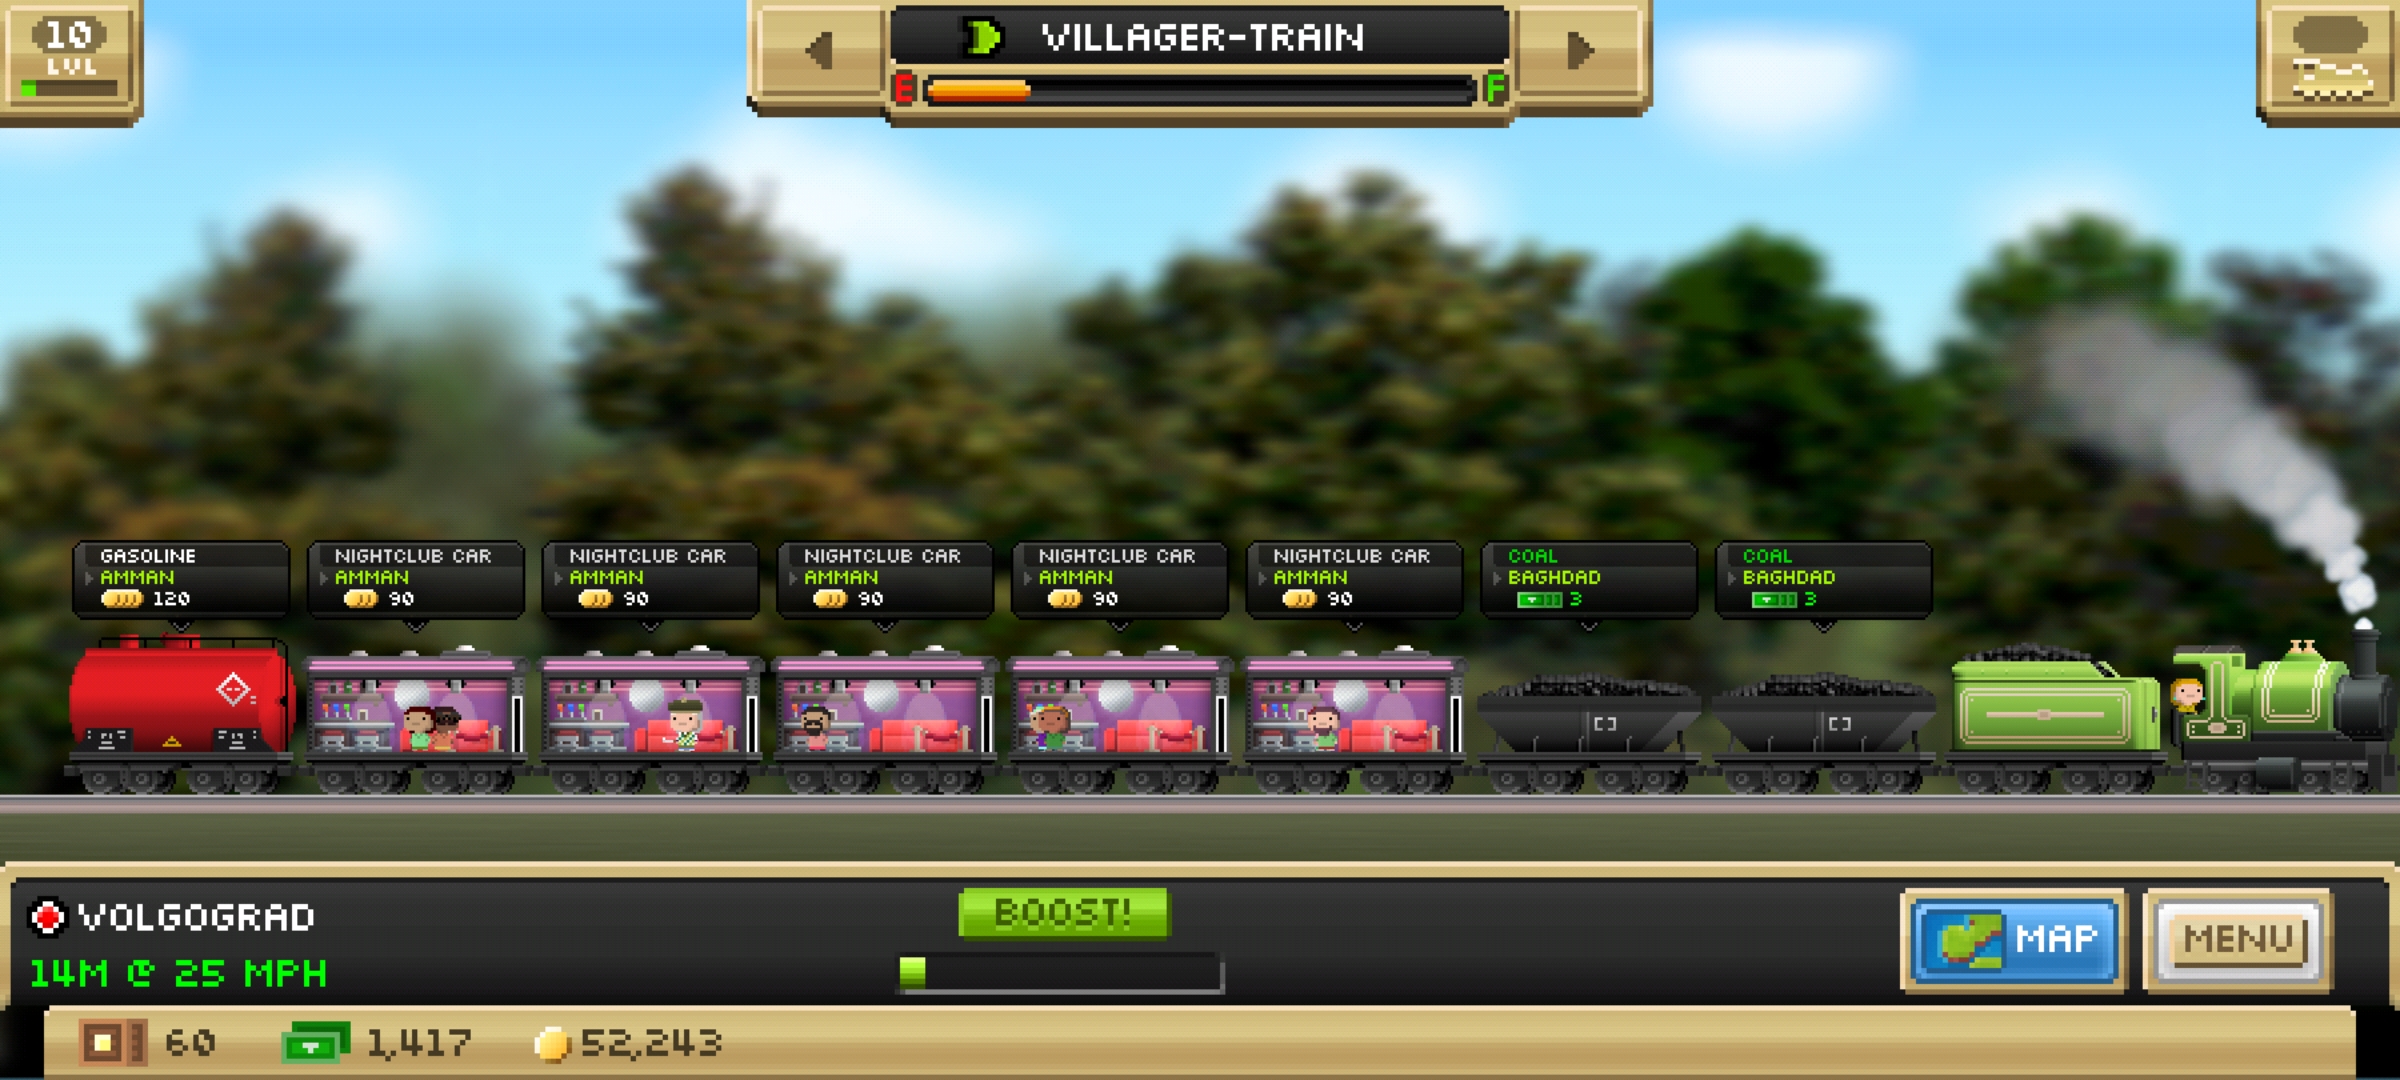 10
LVL
VILLAGER-TRAIN
E F
GASOLINE
AMMAN
120
NIGHTCLUB CAR
AMMAN
90
NIGHTCLUB CAR
AMMAN
90
NIGHTCLUB CAR
AMMAN
90
NIGHTCLUB CAR
AMMAN
90
NIGHTCLUB CAR
AMMAN
90
COAL
BAGHDAD
3
COAL
BAGHDAD
3
VOLGOGRAD
14M @ 25 MPH
BOOST!
MAP
MENU
60
1,417
52,243